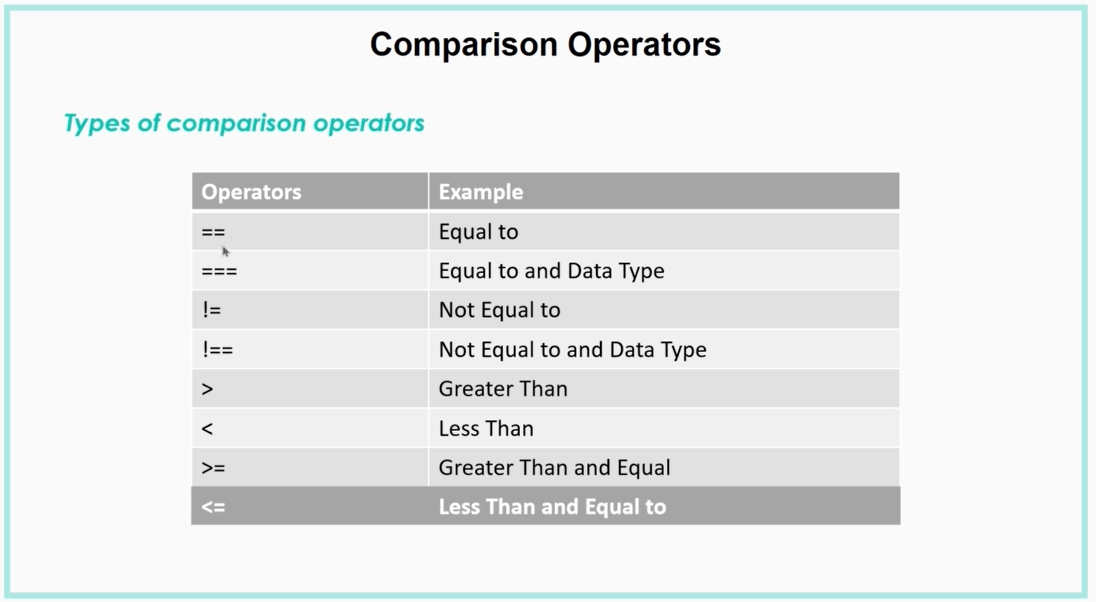 Comparison Operators
Types of comparison operators
Operators Example
== Equal to
=== Equal to and Data Type
!= Not Equal to
!== Not Equal to and Data Type
> Greater Than
< Less Than
>= Greater Than and Equal
<= Less Than and Equal to